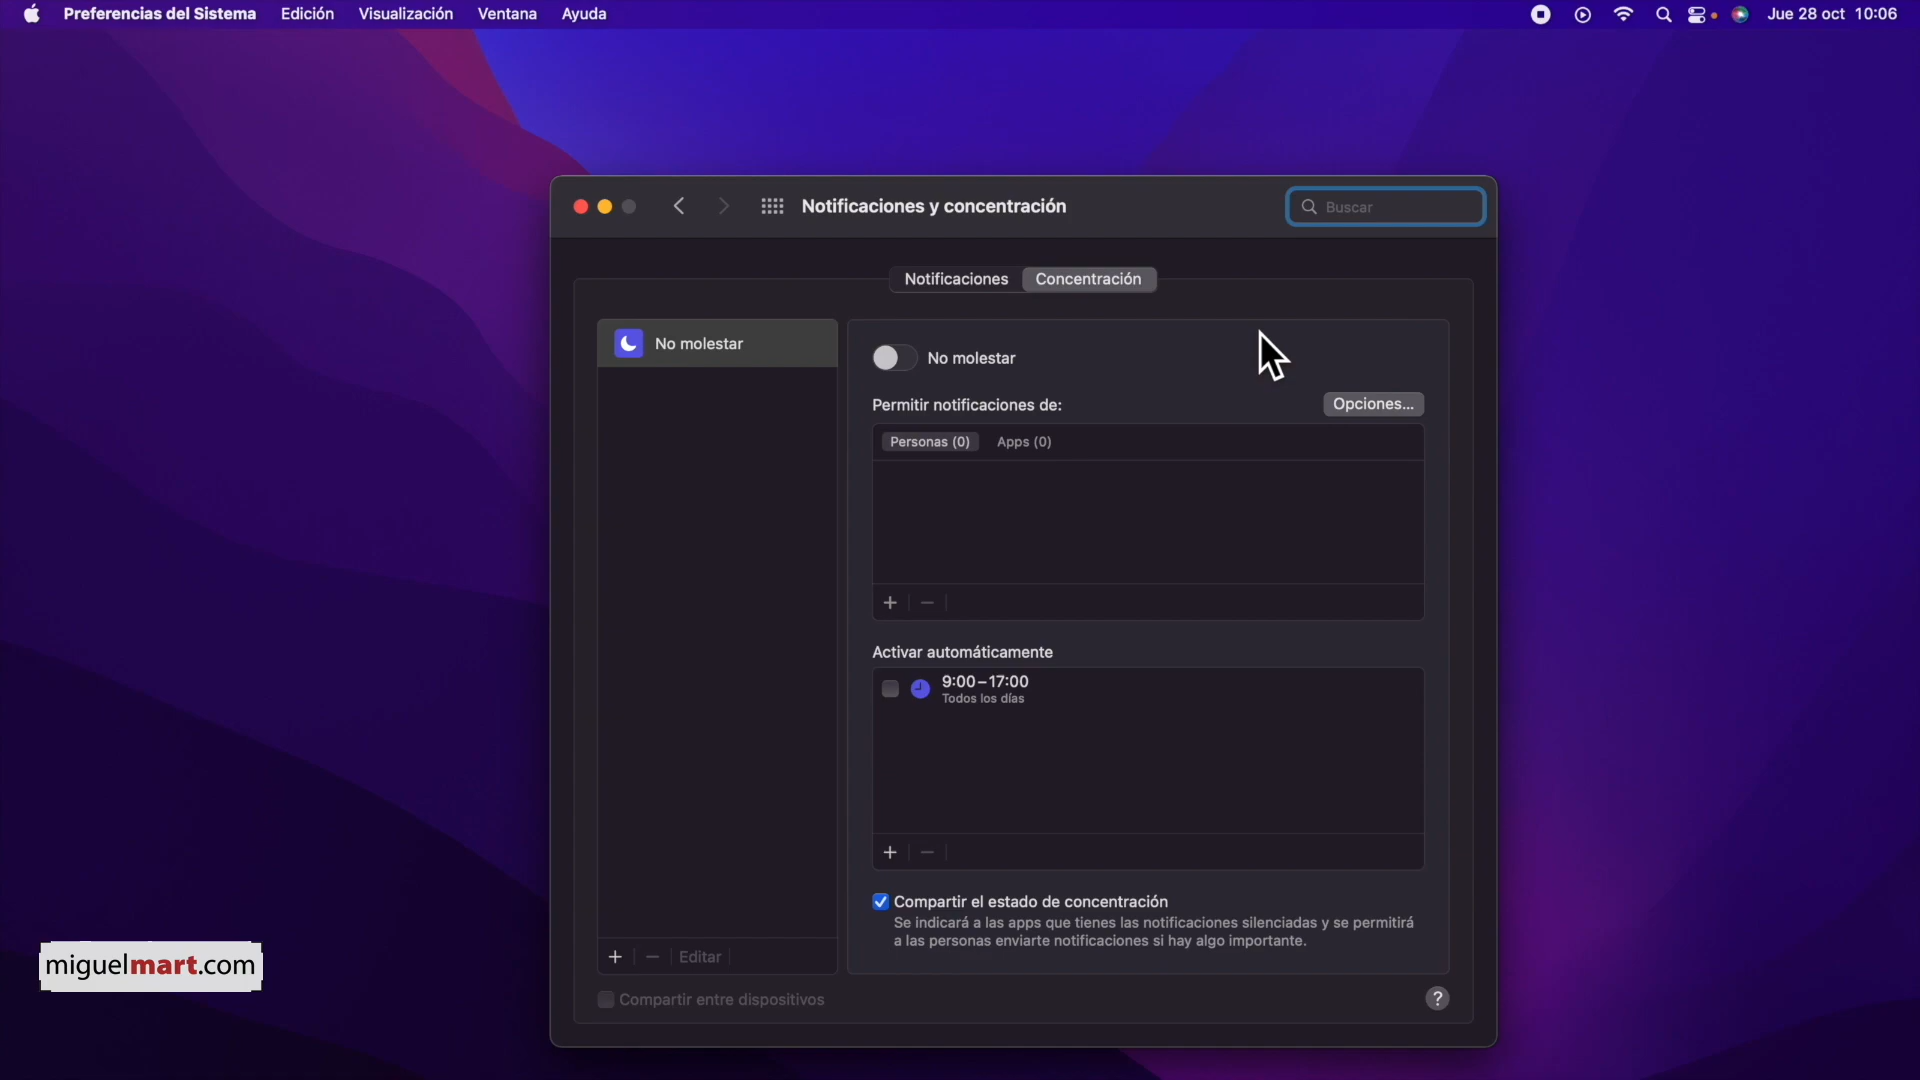 Preferencias del Sistema Edición Visualización Ventana Ayuda Jue 28 oct 10:06
Notificaciones y concentración Buscar
Notificaciones Concentración
No molestar
No molestar
Permitir notificaciones de: Opciones...
Personas (0) Apps (0)
+ −
Activar automáticamente
9:00–17:00
Todos los días
+ −
Compartir el estado de concentración
Se indicará a las apps que tienes las notificaciones silenciadas y se permitirá
a las personas enviarte notificaciones si hay algo importante.
+ − Editar
Compartir entre dispositivos ?
miguelmart.com